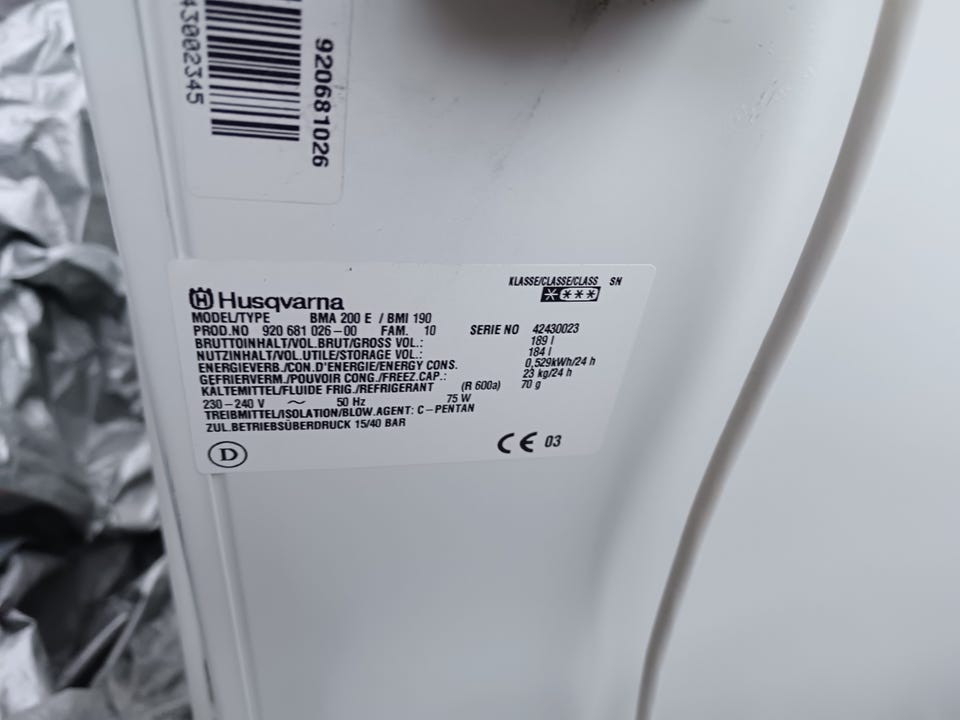 43002345
920681026
KLASSE/CLASSE/CLASS SN
Husqvarna
MODEL/TYPE BMA 200 E / BMI 190
PROD.NO 920 681 026-00 FAM. 10 SERIE NO 42430023
BRUTTOINHALT/VOL.BRUT/GROSS VOL.: 189 l
NUTZINHALT/VOL.UTILE/STORAGE VOL.: 184 l
ENERGIEVERB./CON.D'ENERGIE/ENERGY CONS. 0,529kWh/24 h
GEFRIERVERM./POUVOIR CONG./FREEZ.CAP.: 23 kg/24 h
KÄLTEMITTEL/FLUIDE FRIG./REFRIGERANT (R 600a) 70 g
230-240 V ~ 50 Hz 75 W
TREIBMITTEL/ISOLATION/BLOW.AGENT: C-PENTAN
ZUL.BETRIEBSÜBERDRUCK 15/40 BAR
D
CE 03